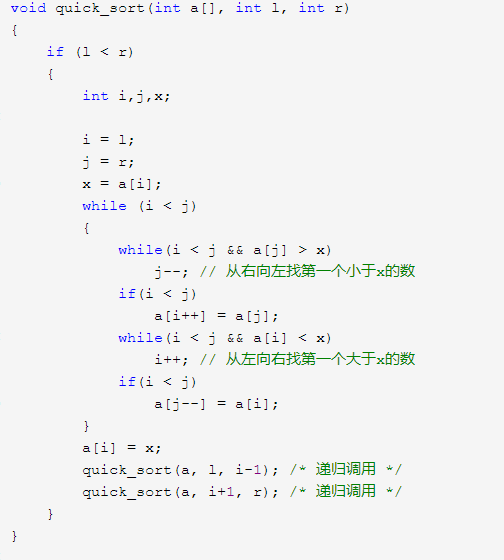 void quick_sort(int a[], int l, int r)
{
    if (l < r)
    {
        int i,j,x;

        i = l;
        j = r;
        x = a[i];
        while (i < j)
        {
            while(i < j && a[j] > x)
                j--; // 从右向左找第一个小于x的数
            if(i < j)
                a[i++] = a[j];
            while(i < j && a[i] < x)
                i++; // 从左向右找第一个大于x的数
            if(i < j)
                a[j--] = a[i];
        }
        a[i] = x;
        quick_sort(a, l, i-1); /* 递归调用 */
        quick_sort(a, i+1, r); /* 递归调用 */
    }
}